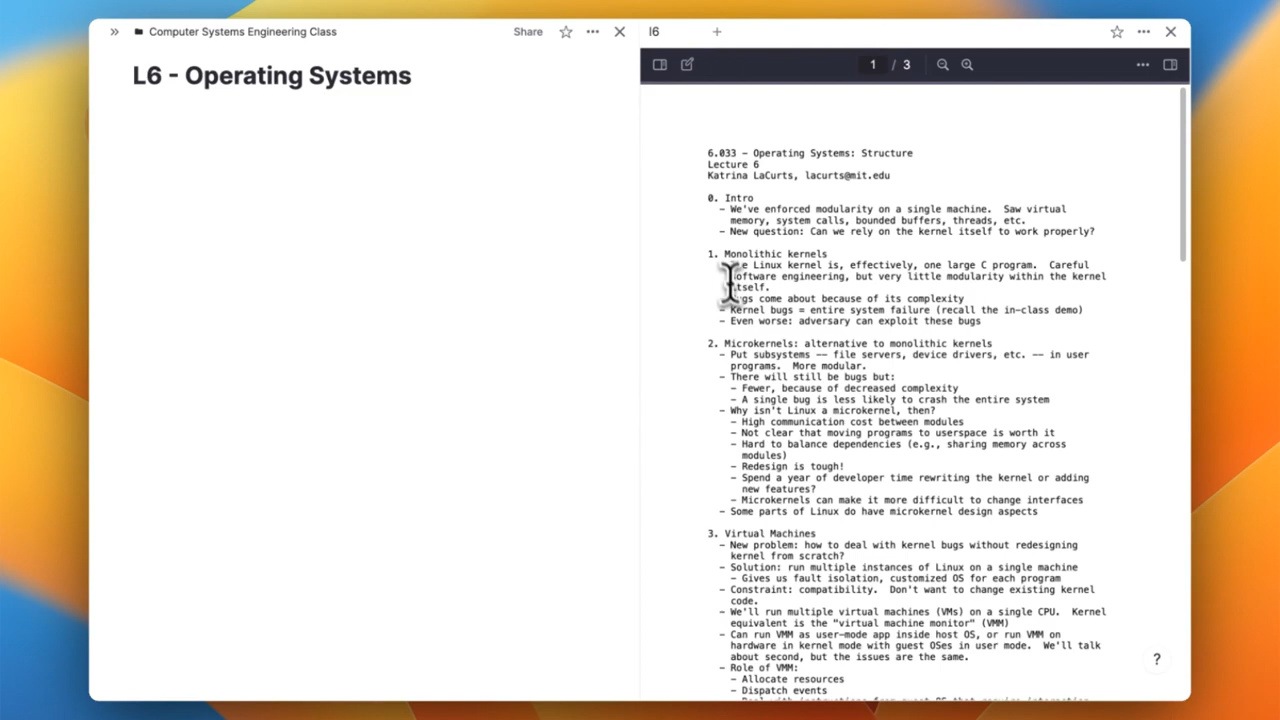 Computer Systems Engineering Class
Share
L6 - Operating Systems
l6
1 / 3
6.033 - Operating Systems: Structure
Lecture 6
Katrina LaCurts, lacurts@mit.edu
0. Intro
- We've enforced modularity on a single machine. Saw virtual
memory, system calls, bounded buffers, threads, etc.
- New question: Can we rely on the kernel itself to work properly?
1. Monolithic kernels
Linux kernel is, effectively, one large C program. Careful
software engineering, but very little modularity within the kernel
itself.
come about because of its complexity
- Kernel bugs = entire system failure (recall the in-class demo)
- Even worse: adversary can exploit these bugs
2. Microkernels: alternative to monolithic kernels
- Put subsystems -- file servers, device drivers, etc. -- in user
programs. More modular.
- There will still be bugs but:
- Fewer, because of decreased complexity
- A single bug is less likely to crash the entire system
- Why isn't Linux a microkernel, then?
- High communication cost between modules
- Not clear that moving programs to userspace is worth it
- Hard to balance dependencies (e.g., sharing memory across
modules)
- Redesign is tough!
- Spend a year of developer time rewriting the kernel or adding
new features?
- Microkernels can make it more difficult to change interfaces
- Some parts of Linux do have microkernel design aspects
3. Virtual Machines
- New problem: how to deal with kernel bugs without redesigning
kernel from scratch?
- Solution: run multiple instances of Linux on a single machine
- Gives us fault isolation, customized OS for each program
- Constraint: compatibility. Don't want to change existing kernel
code.
- We'll run multiple virtual machines (VMs) on a single CPU. Kernel
equivalent is the "virtual machine monitor" (VMM)
- Can run VMM as user-mode app inside host OS, or run VMM on
hardware in kernel mode with guest OSes in user mode. We'll talk
about second, but the issues are the same.
- Role of VMM:
- Allocate resources
- Dispatch events
?